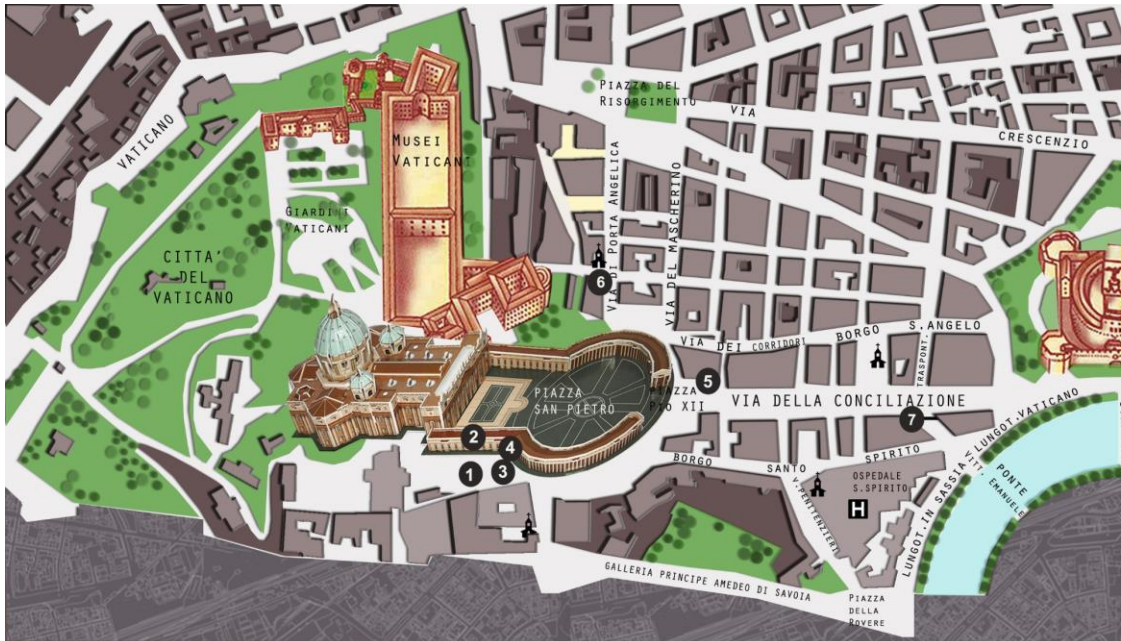 PIAZZA DEL
RISORGIMENTO
VIA
CRESCENZIO
VATICANO
MUSEI
VATICANI
GIARDINI
VATICANI
CITTA'
DEL
VATICANO
VIA DI PORTA ANGELICA
VIA DEL MASCHERINO
6
VIA DEI CORRIDORI
BORGO
S.ANGELO
TRASPONT.
5
PIAZZA
PIO XII
PIAZZA
SAN PIETRO
VIA DELLA CONCILIAZIONE
7
2
4
1
3
BORGO
SANTO
SPIRITO
V.PENITENZIERI
OSPEDALE
S.SPIRITO
H
LUNGOT.IN SASSIA
LUNGOT.VATICANO
PONTE
VITT.EMANUELE
GALLERIA PRINCIPE AMEDEO DI SAVOIA
PIAZZA
DELLA
ROVERE